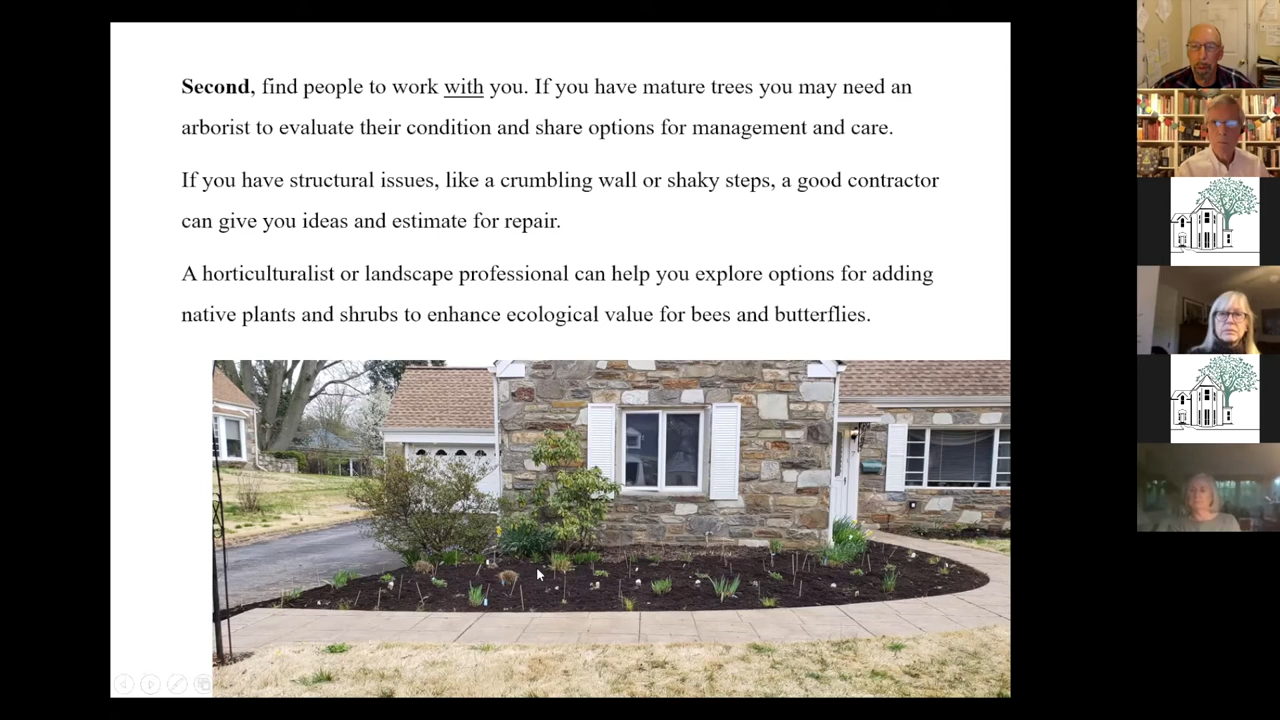 Second, find people to work with you. If you have mature trees you may need an
arborist to evaluate their condition and share options for management and care.
If you have structural issues, like a crumbling wall or shaky steps, a good contractor
can give you ideas and estimate for repair.
A horticulturalist or landscape professional can help you explore options for adding
native plants and shrubs to enhance ecological value for bees and butterflies.